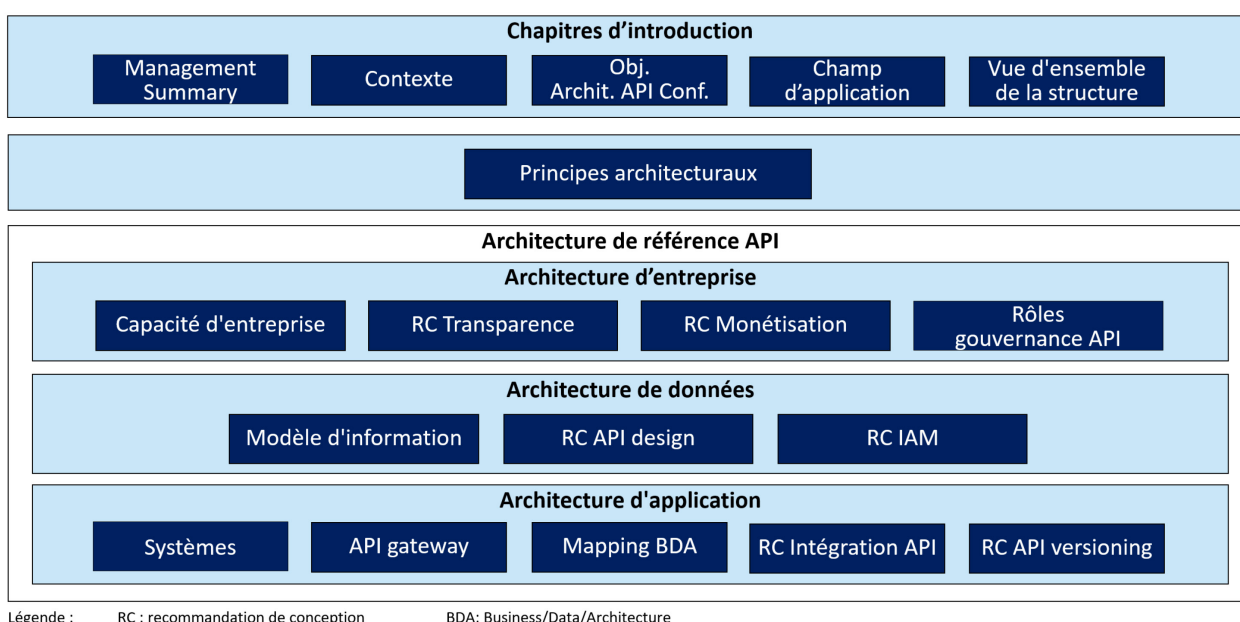 Chapitres d’introduction
Management
Summary
Contexte
Obj.
Archit. API Conf.
Champ
d’application
Vue d'ensemble
de la structure
Principes architecturaux
Architecture de référence API
Architecture d’entreprise
Capacité d'entreprise
RC Transparence
RC Monétisation
Rôles
gouvernance API
Architecture de données
Modèle d'information
RC API design
RC IAM
Architecture d'application
Systèmes
API gateway
Mapping BDA
RC Intégration API
RC API versioning
Légende : RC : recommandation de conception BDA: Business/Data/Architecture